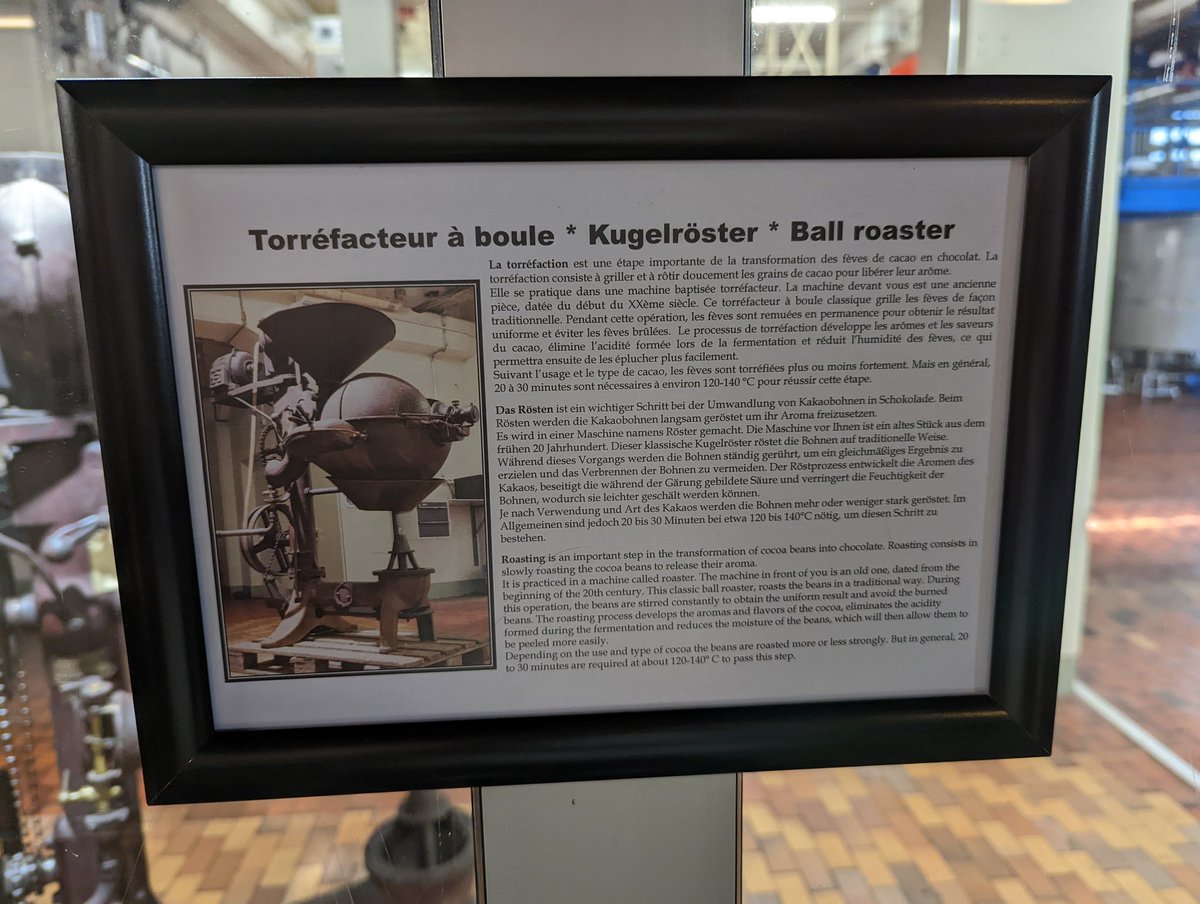 Torréfacteur à boule * Kugelröster * Ball roaster
La torréfaction est une étape importante de la transformation des fèves de cacao en chocolat. La
torréfaction consiste à griller et à rôtir doucement les grains de cacao pour libérer leur arôme.
Elle se pratique dans une machine baptisée torréfacteur. La machine devant vous est une ancienne
pièce, datée du début du XXème siècle. Ce torréfacteur à boule classique grille les fèves de façon
traditionnelle. Pendant cette opération, les fèves sont remuées en permanence pour obtenir le résultat
uniforme et éviter les fèves brûlées. Le processus de torréfaction développe les arômes et les saveurs
du cacao, élimine l'acidité formée lors de la fermentation et réduit l'humidité des fèves, ce qui
permettra ensuite de les éplucher plus facilement.
Suivant l'usage et le type de cacao, les fèves sont torréfiées plus ou moins fortement. Mais en général,
20 à 30 minutes sont nécessaires à environ 120-140 °C pour réussir cette étape.
Das Rösten ist ein wichtiger Schritt bei der Umwandlung von Kakaobohnen in Schokolade. Beim
Rösten werden die Kakaobohnen langsam geröstet um ihr Aroma freizusetzen.
Es wird in einer Maschine namens Röster gemacht. Die Maschine vor Ihnen ist ein altes Stück aus dem
frühen 20 Jahrhundert. Dieser klassische Kugelröster röstet die Bohnen auf traditionelle Weise.
Während dieses Vorgangs werden die Bohnen ständig gerührt, um ein gleichmäßiges Ergebnis zu
erzielen und das Verbrennen der Bohnen zu vermeiden. Der Röstprozess entwickelt die Aromen des
Kakaos, beseitigt die während der Gärung gebildete Säure und verringert die Feuchtigkeit der
Bohnen, wodurch sie leichter geschält werden können.
Je nach Verwendung und Art des Kakaos werden die Bohnen mehr oder weniger stark geröstet. Im
Allgemeinen sind jedoch 20 bis 30 Minuten bei etwa 120 bis 140°C nötig, um diesen Schritt zu
bestehen.
Roasting is an important step in the transformation of cocoa beans into chocolate. Roasting consists in
slowly roasting the cocoa beans to release their aroma.
It is practiced in a machine called roaster. The machine in front of you is an old one, dated from the
beginning of the 20th century. This classic ball roaster, roasts the beans in a traditional way. During
this operation, the beans are stirred constantly to obtain the uniform result and avoid the burned
beans. The roasting process develops the aromas and flavors of the cocoa, eliminates the acidity
formed during the fermentation and reduces the moisture of the beans, which will then allow them to
be peeled more easily.
Depending on the use and type of cocoa the beans are roasted more or less strongly. But in general, 20
to 30 minutes are required at about 120-140° C to pass this step.